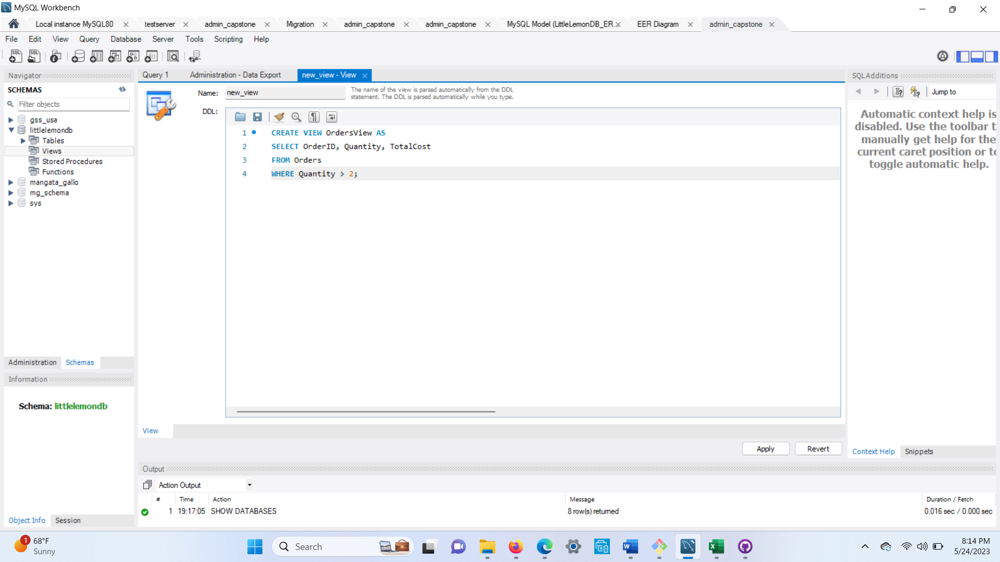 MySQL Workbench
Local instance MySQL80
testserver
admin_capstone
Migration
admin_capstone
admin_capstone
MySQL Model (LittleLemonDB_ER.
EER Diagram
admin_capstone
File Edit View Query Database Server Tools Scripting Help
Navigator
SCHEMAS
Filter objects
gss_usa
littlelemondb
Tables
Views
Stored Procedures
Functions
mangata_gallo
mg_schema
sys
Administration Schemas
Information
Schema: littlelemondb
Object Info Session
Query 1
Administration - Data Export
new_view - View
Name: new_view
The name of the view is parsed automatically from the DDL
statement. The DDL is parsed automatically while you type.
DDL:
1 CREATE VIEW OrdersView AS
2 SELECT OrderID, Quantity, TotalCost
3 FROM Orders
4 WHERE Quantity > 2;
View
Apply Revert
SQLAdditions
Jump to
Automatic context help is
disabled. Use the toolbar t
manually get help for the
current caret position or to
toggle automatic help.
Context Help Snippets
Output
Action Output
# Time Action Message Duration / Fetch
1 19:17:05 SHOW DATABASES 8 row(s) returned 0.016 sec / 0.000 sec
1
68°F
Sunny
Search
8:14 PM
5/24/2023